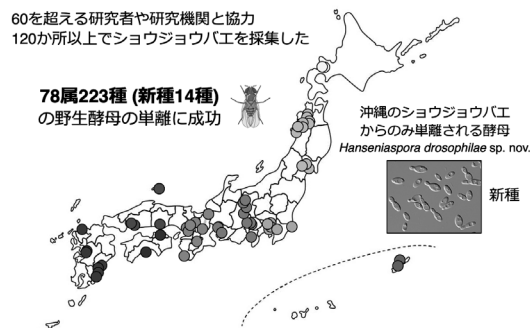 60を超える研究者や研究機関と協力
120か所以上でショウジョウバエを採集した
78属223種 (新種14種)
の野生酵母の単離に成功
沖縄のショウジョウバエ
からのみ単離される酵母
Hanseniaspora drosophilae sp. nov.
新種